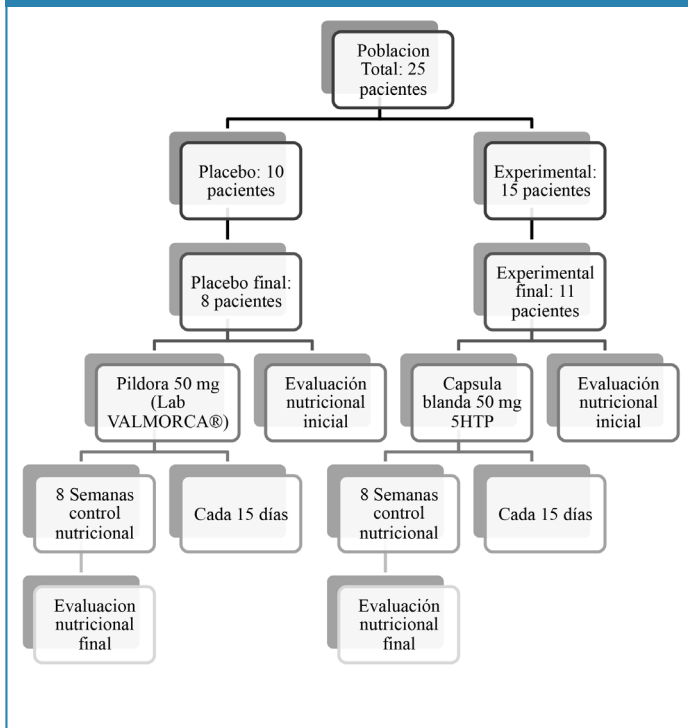 Poblacion
Total: 25
pacientes
Placebo: 10
pacientes
Experimental:
15 pacientes
Placebo final:
8 pacientes
Experimental
final: 11
pacientes
Pildora 50 mg
(Lab
VALMORCA®)
Evaluación
nutricional
inicial
Capsula
blanda 50 mg
5HTP
Evaluación
nutricional
inicial
8 Semanas
control
nutricional
Cada 15 días
8 Semanas
control
nutricional
Cada 15 días
Evaluacion
nutricional
final
Evaluación
nutricional
final